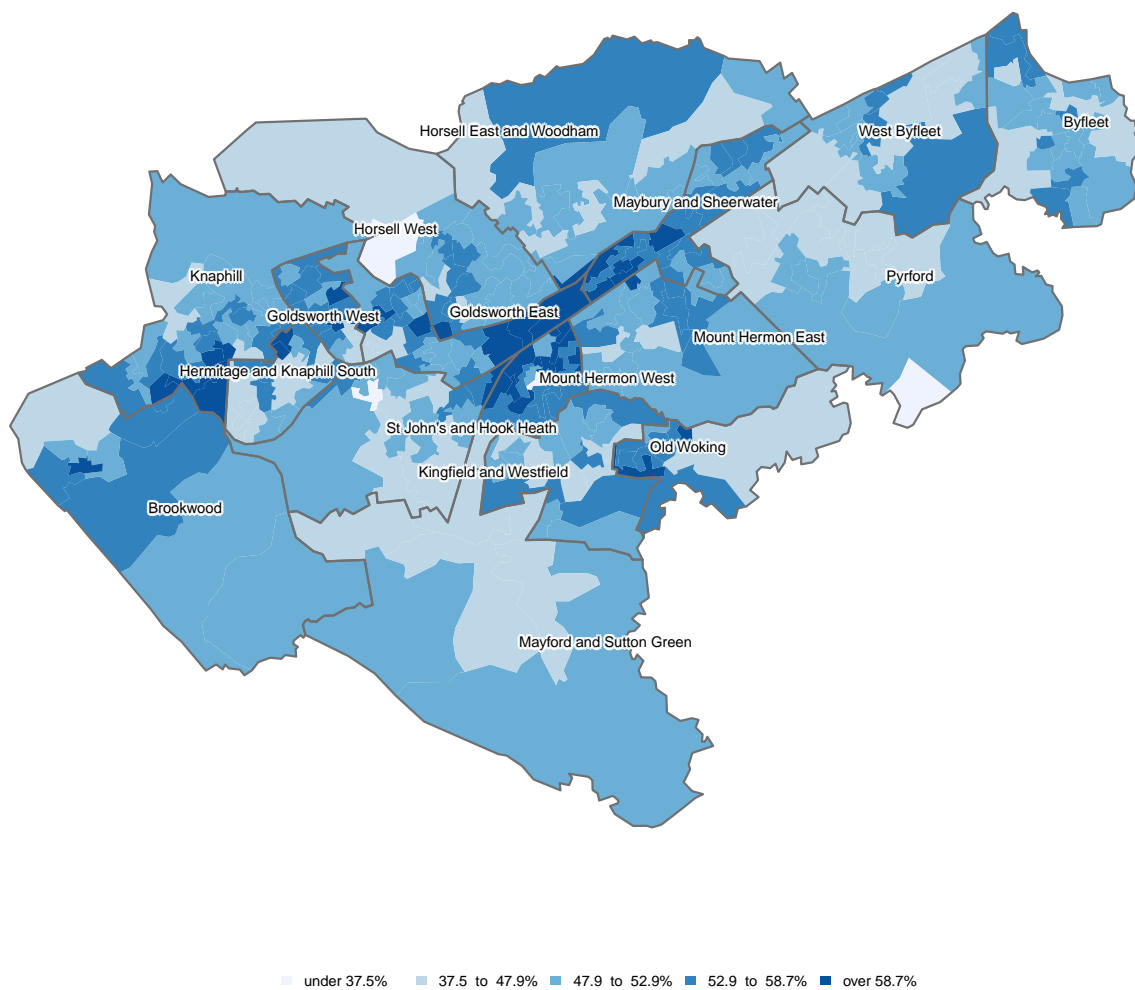 Byfleet
Horsell East and Woodham
West Byfleet
Maybury and Sheerwater
Horsell West
Knaphill
Pyrford
Goldsworth West
Goldsworth East
Mount Hermon East
Hermitage and Knaphill South
Mount Hermon West
St John's and Hook Heath
Old Woking
Kingfield and Westfield
Brookwood
Mayford and Sutton Green
under 37.5% 37.5 to 47.9% 47.9 to 52.9% 52.9 to 58.7% over 58.7%